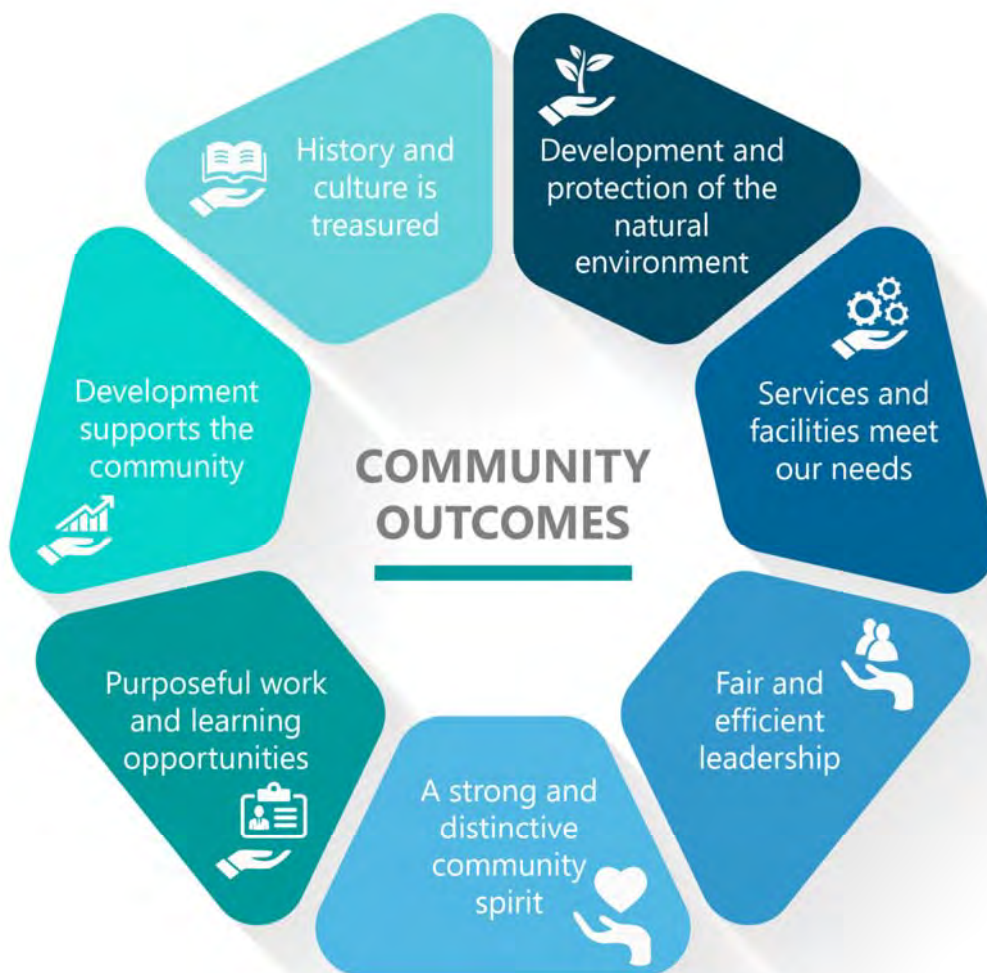 COMMUNITY
OUTCOMES
Development and
protection of the
natural
environment
Services and
facilities meet
our needs
Fair and
efficient
leadership
A strong and
distinctive
community
spirit
Purposeful work
and learning
opportunities
Development
supports the
community
History and
culture is
treasured